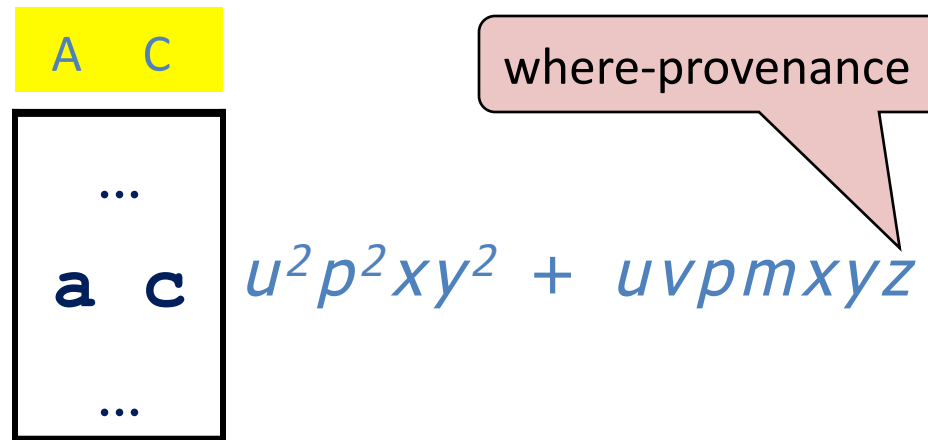 A C
where-provenance
...
a c u²p²xy² + uvpmxyz
...